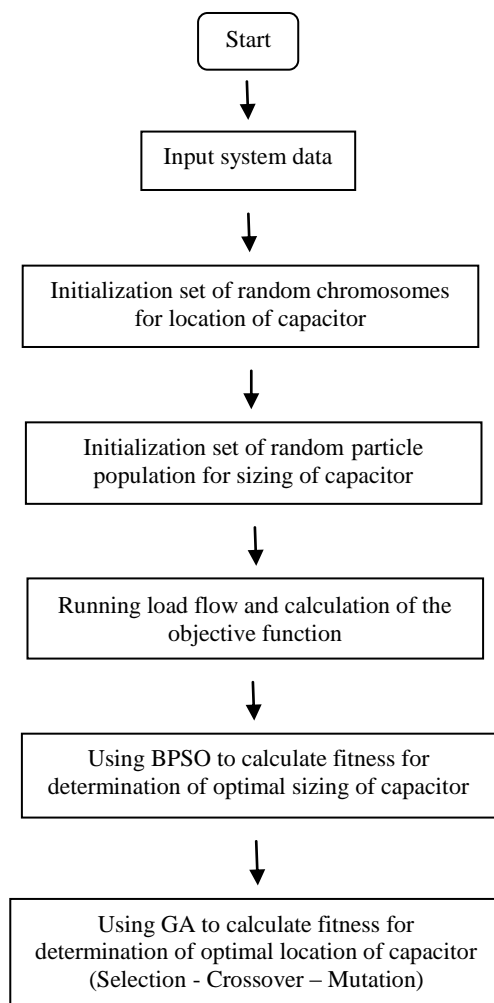 Start
Input system data
Initialization set of random chromosomes
for location of capacitor
Initialization set of random particle
population for sizing of capacitor
Running load flow and calculation of the
objective function
Using BPSO to calculate fitness for
determination of optimal sizing of capacitor
Using GA to calculate fitness for
determination of optimal location of capacitor
(Selection - Crossover – Mutation)